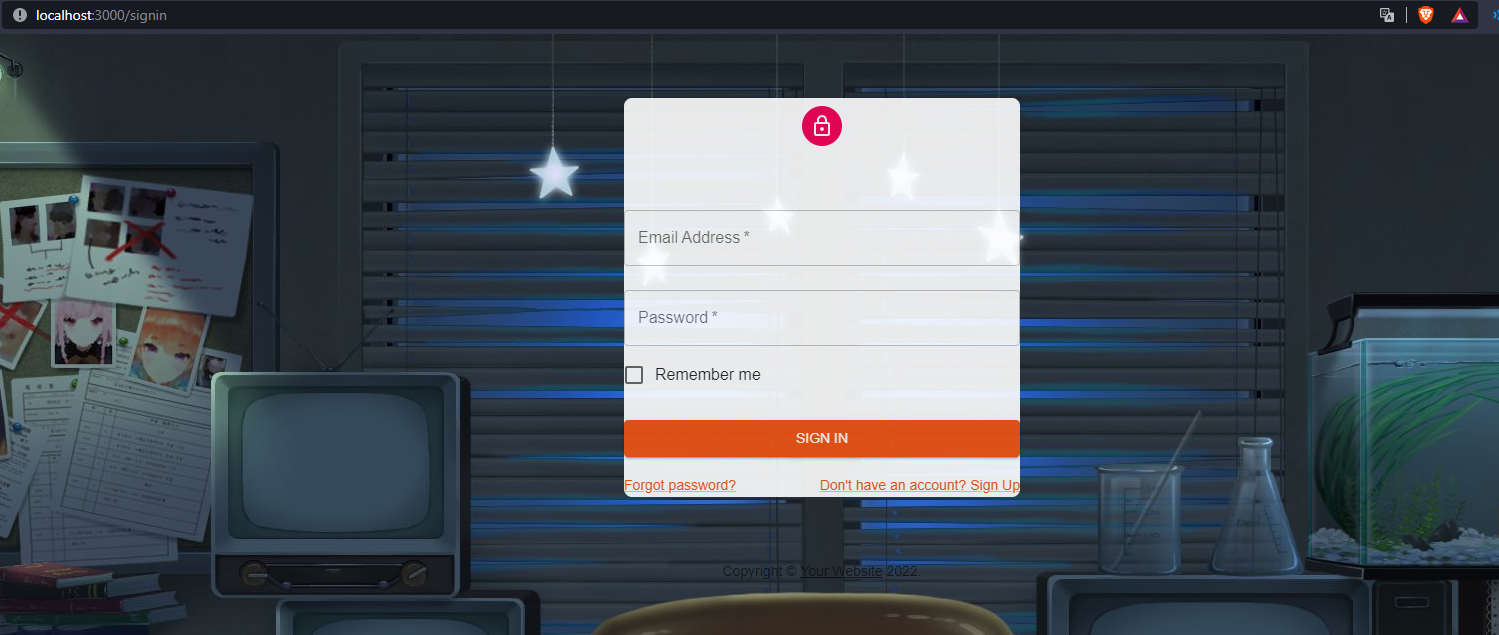 localhost:3000/signin
Email Address *
Password *
Remember me
SIGN IN
Forgot password?
Don't have an account? Sign Up
Copyright © Your Website 2022.